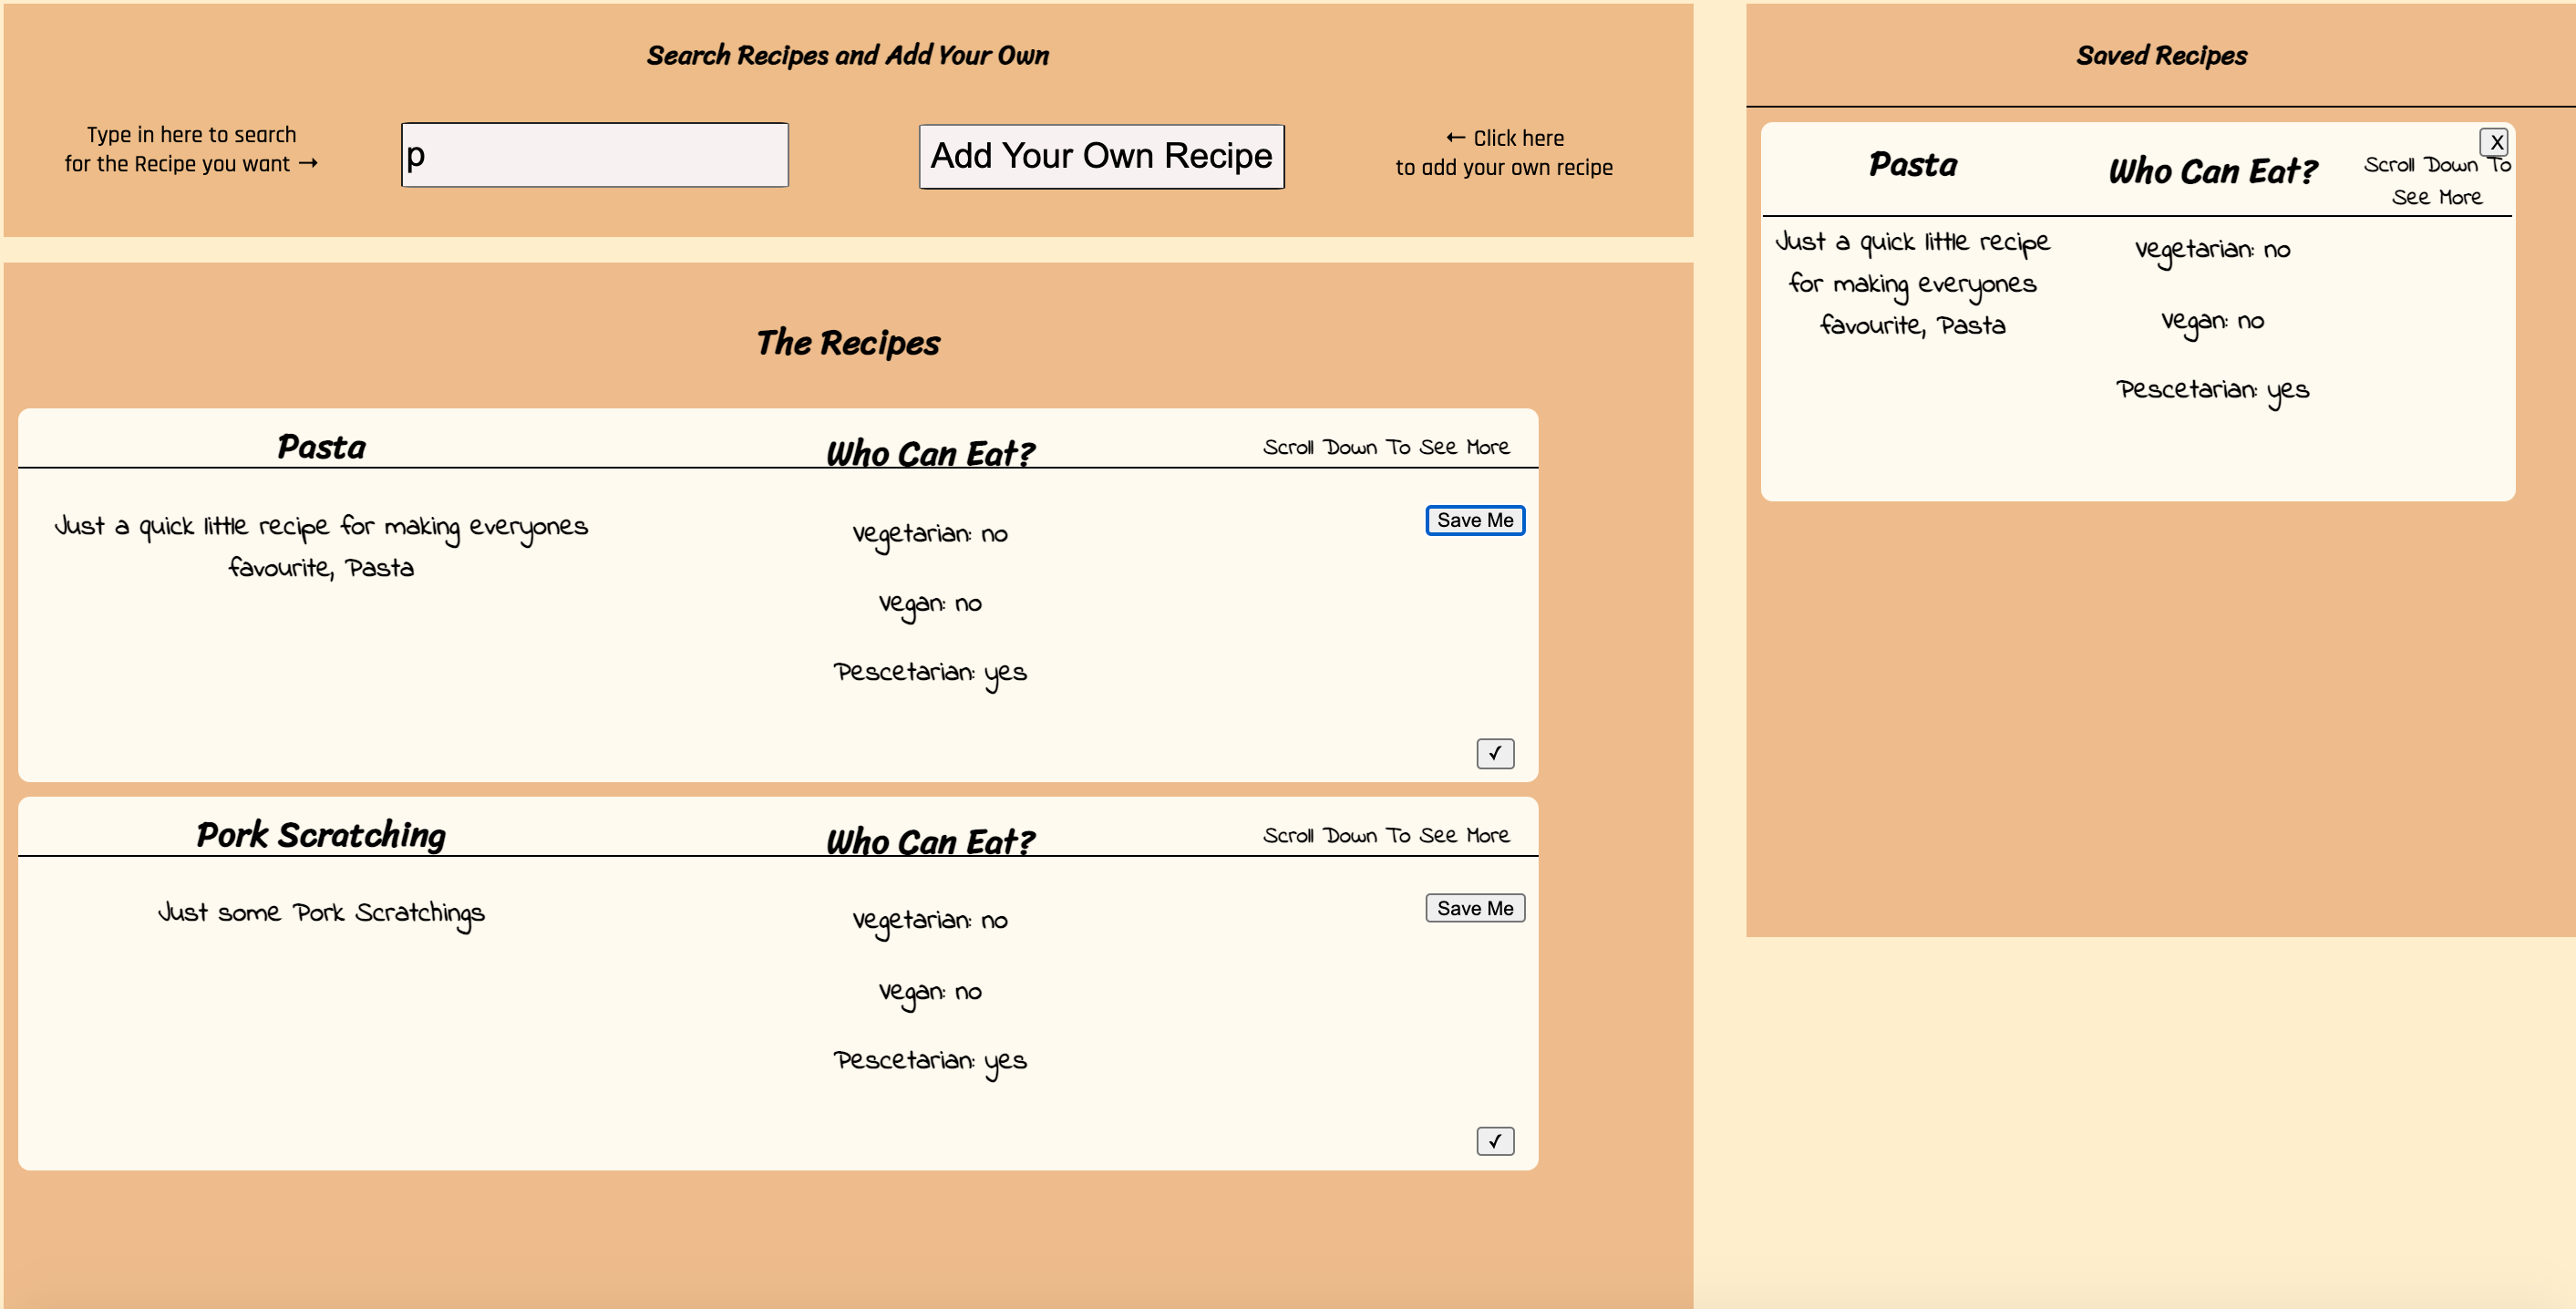 Search Recipes and Add Your Own
Type in here to search
for the Recipe you want →
p
Add Your Own Recipe
← Click here
to add your own recipe
The Recipes
Pasta
Who Can Eat?
Scroll Down To See More
Just a quick little recipe for making everyones
favourite, Pasta
Vegetarian: no
Vegan: no
Pescetarian: yes
Save Me
✓
Pork Scratching
Who Can Eat?
Scroll Down To See More
Just some Pork Scratchings
Vegetarian: no
Vegan: no
Pescetarian: yes
Save Me
✓
Saved Recipes
X
Pasta
Who Can Eat?
Scroll Down To
See More
Just a quick little recipe
for making everyones
favourite, Pasta
Vegetarian: no
Vegan: no
Pescetarian: yes